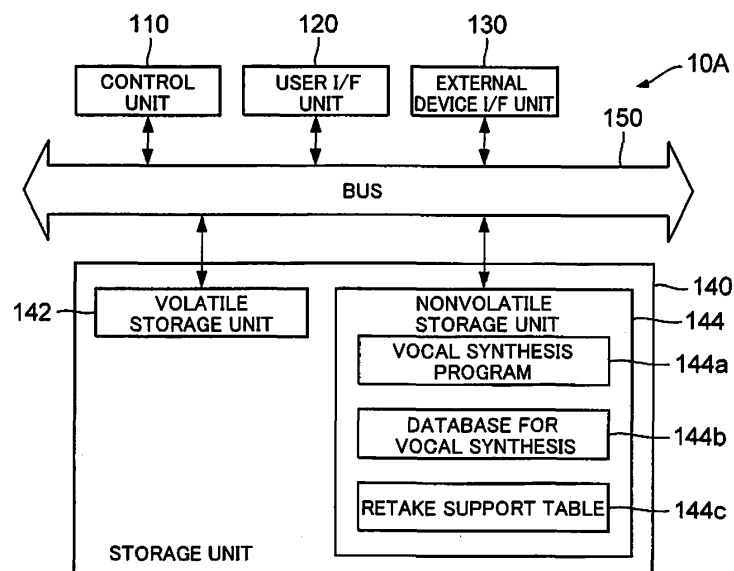 110
120
130
10A
CONTROL
UNIT
USER I/F
UNIT
EXTERNAL
DEVICE I/F UNIT
150
BUS
142
VOLATILE
STORAGE UNIT
NONVOLATILE
STORAGE UNIT
140
144
VOCAL SYNTHESIS
PROGRAM
144a
DATABASE FOR
VOCAL SYNTHESIS
144b
RETAKE SUPPORT TABLE
144c
STORAGE UNIT